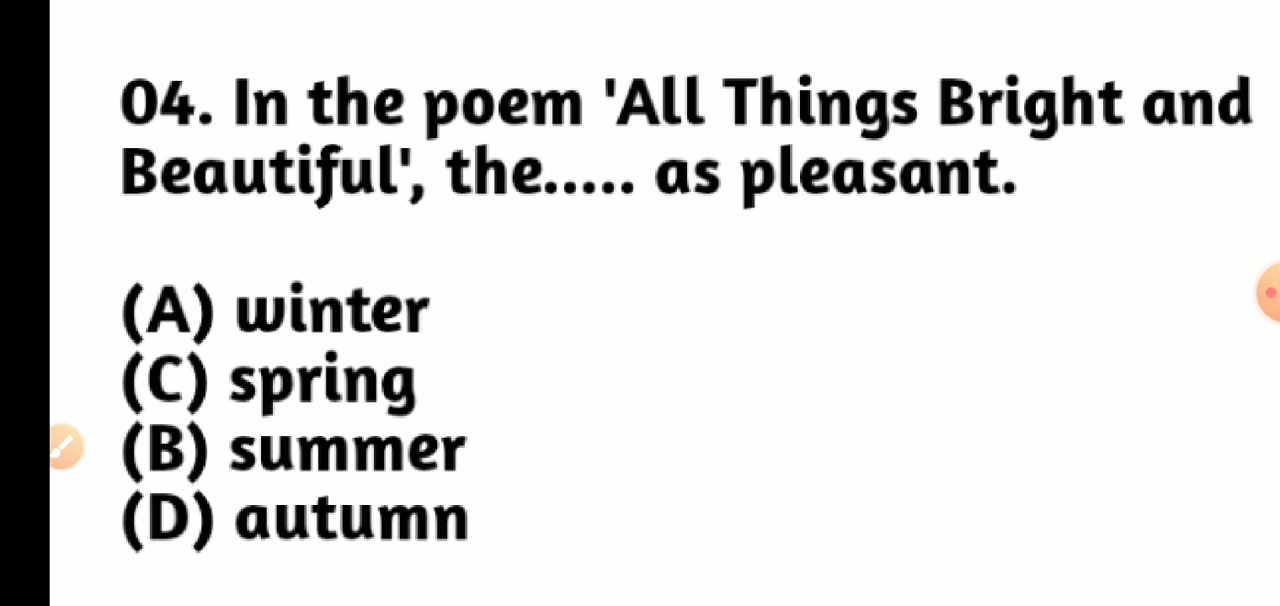 04. In the poem 'All Things Bright and
Beautiful', the..... as pleasant.
(A) winter
(C) spring
(B) summer
(D) autumn